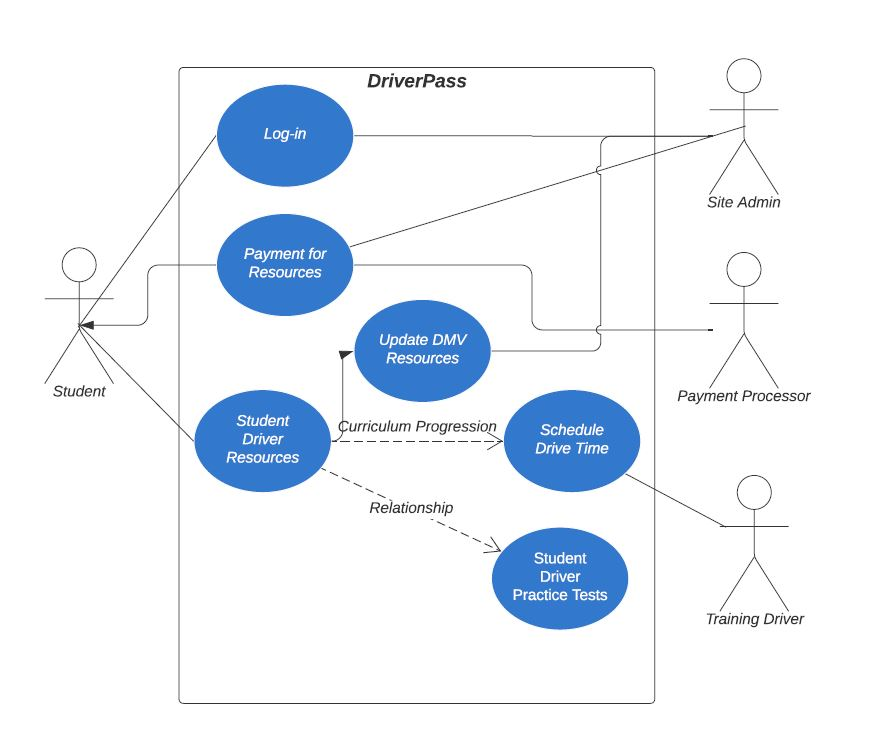 DriverPass
Log-in
Site Admin
Payment for
Resources
Update DMV
Resources
Student
Payment Processor
Student
Driver
Resources
Curriculum Progression
Schedule
Drive Time
Relationship
Student
Driver
Practice Tests
Training Driver